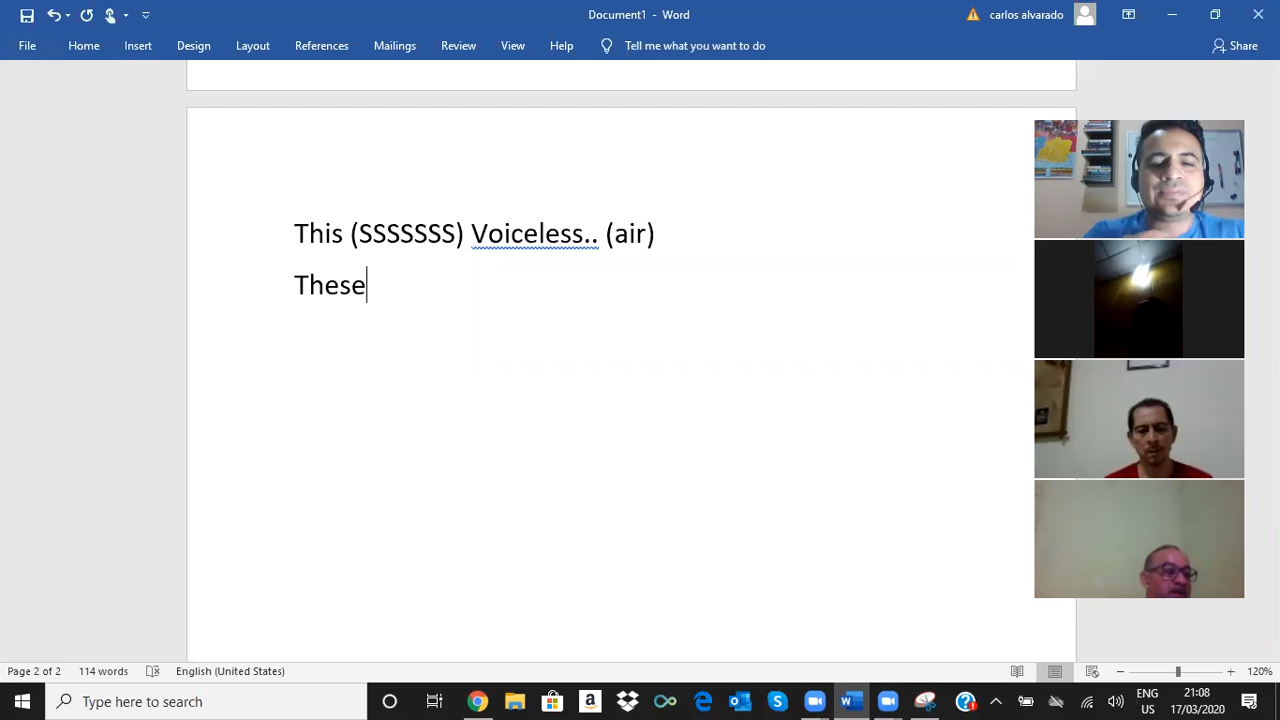 Document1 - Word
carlos alvarado
File Home Insert Design Layout References Mailings Review View Help Tell me what you want to do Share
This (SSSSSSS) Voiceless.. (air)
These
Page 2 of 2 114 words English (United States) 120%
Type here to search
ENG 21:08
US 17/03/2020